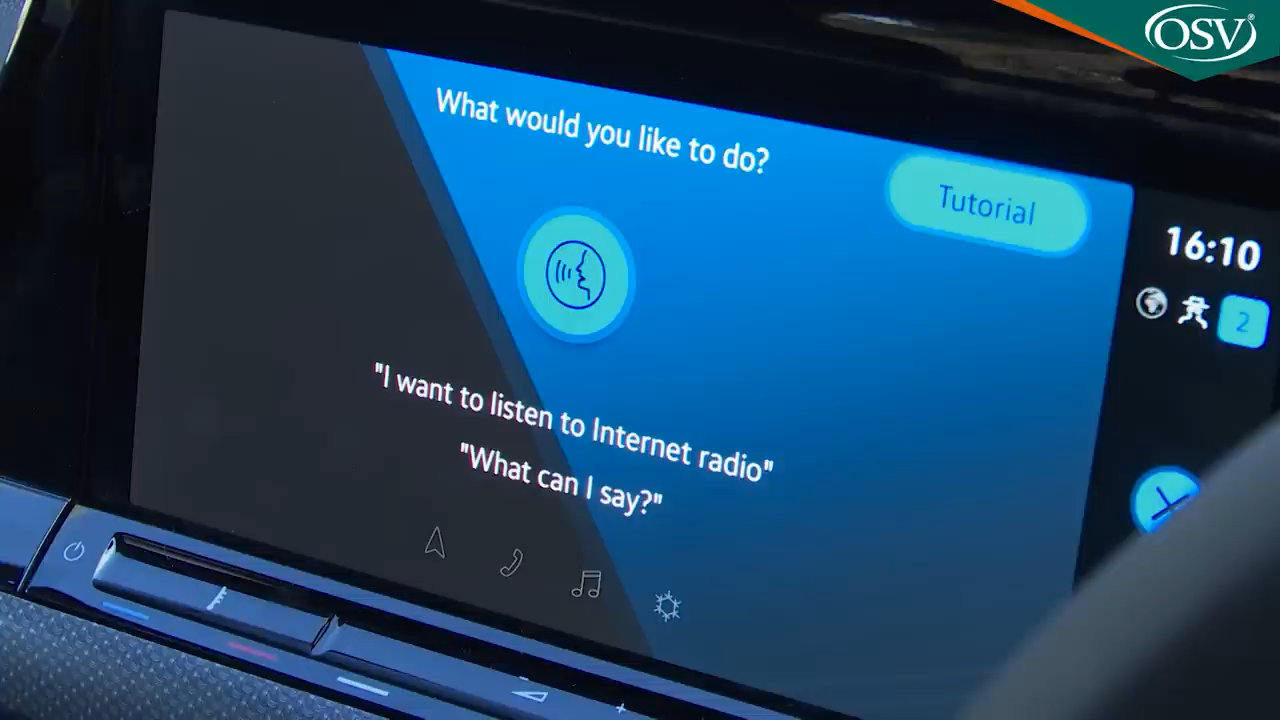 OSV®
What would you like to do?
Tutorial
16:10
2
"I want to listen to Internet radio"
"What can I say?"